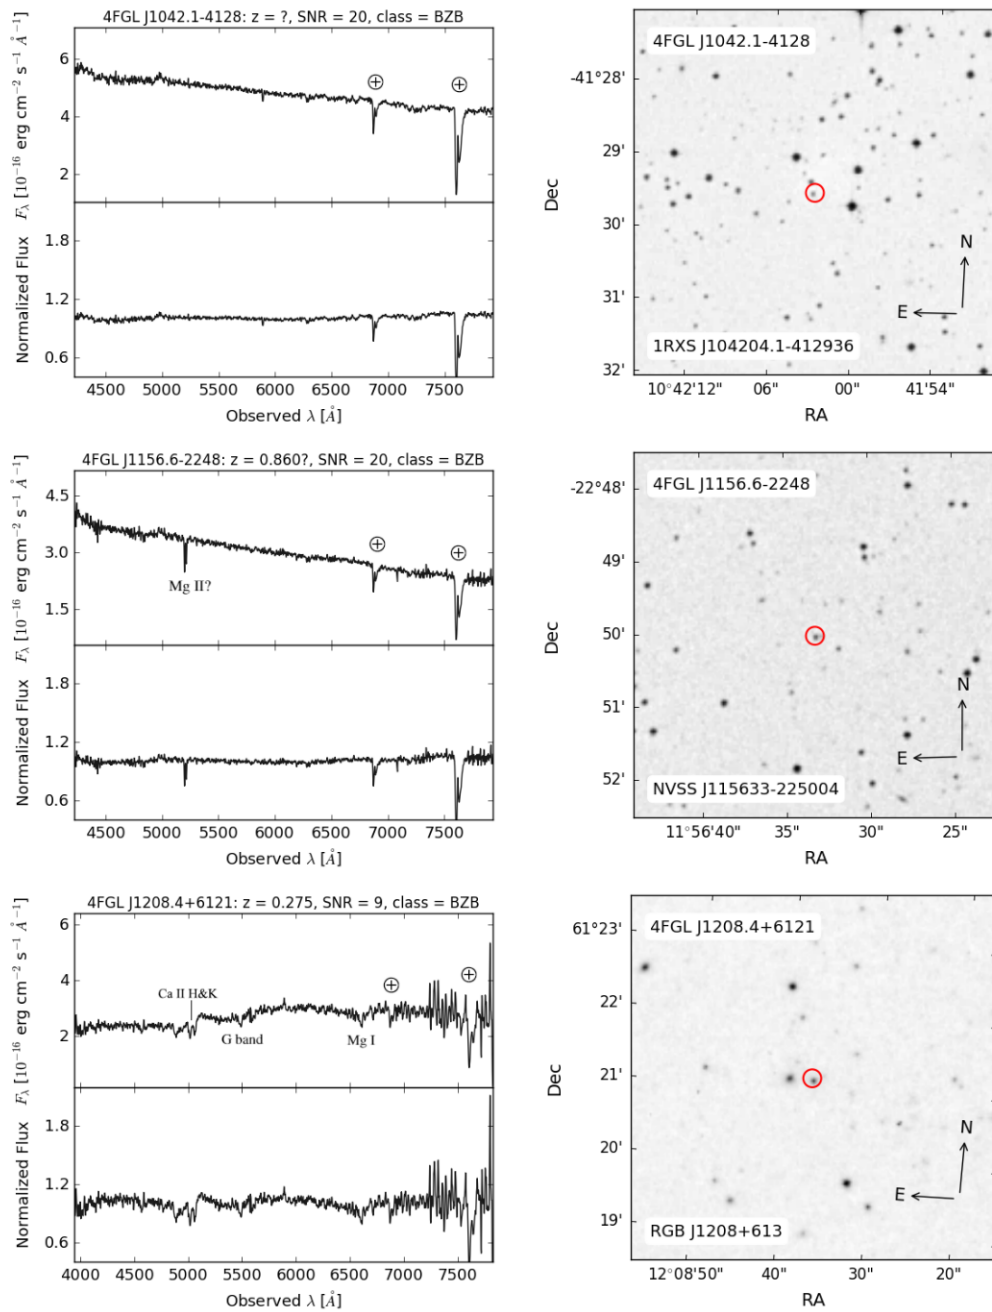 4FGL J1042.1-4128: z = ?, SNR = 20, class = BZB
F_λ [10^−16 erg cm^−2 s^−1 Å^−1]
6
4
2
⊕
⊕
Normalized Flux
1.8
1.2
0.6
4500 5000 5500 6000 6500 7000 7500
Observed λ [Å]
4FGL J1042.1-4128
-41°28'
29'
30'
31'
32'
Dec
N
E
1RXS J104204.1-412936
10°42'12" 06" 00" 41'54"
RA
4FGL J1156.6-2248: z = 0.860?, SNR = 20, class = BZB
F_λ [10^−16 erg cm^−2 s^−1 Å^−1]
4.5
3.0
1.5
⊕
⊕
Mg II?
Normalized Flux
1.8
1.2
0.6
4500 5000 5500 6000 6500 7000 7500
Observed λ [Å]
4FGL J1156.6-2248
-22°48'
49'
50'
51'
52'
Dec
N
E
NVSS J115633-225004
11°56'40" 35" 30" 25"
RA
4FGL J1208.4+6121: z = 0.275, SNR = 9, class = BZB
F_λ [10^−16 erg cm^−2 s^−1 Å^−1]
6
4
2
⊕
⊕
Ca II H&K
G band
Mg I
Normalized Flux
1.8
1.2
0.6
4000 4500 5000 5500 6000 6500 7000 7500
Observed λ [Å]
4FGL J1208.4+6121
61°23'
22'
21'
20'
19'
Dec
N
E
RGB J1208+613
12°08'50" 40" 30" 20"
RA